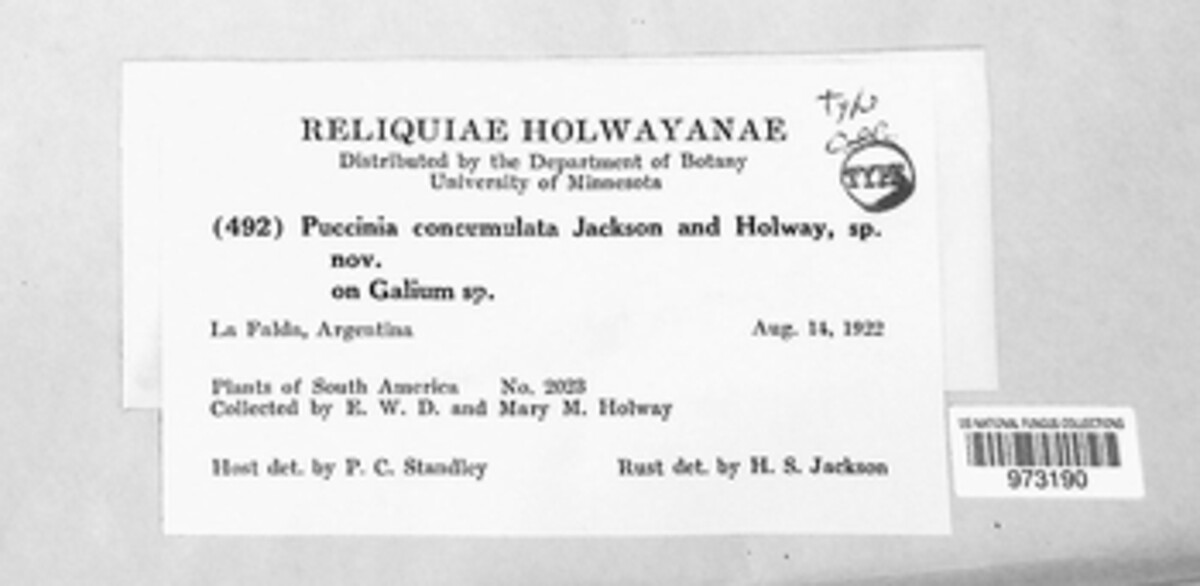 Type
RELIQUIAE HOLWAYANAE
Distributed by the Department of Botany
University of Minnesota
TYPE
(492) Puccinia concumulata Jackson and Holway, sp.
nov.
on Galium sp.
La Falda, Argentina Aug. 14, 1922
Plants of South America No. 2023
Collected by E. W. D. and Mary M. Holway
Host det. by P. C. Standley Rust det. by H. S. Jackson
US NATIONAL FUNGUS COLLECTIONS
973190